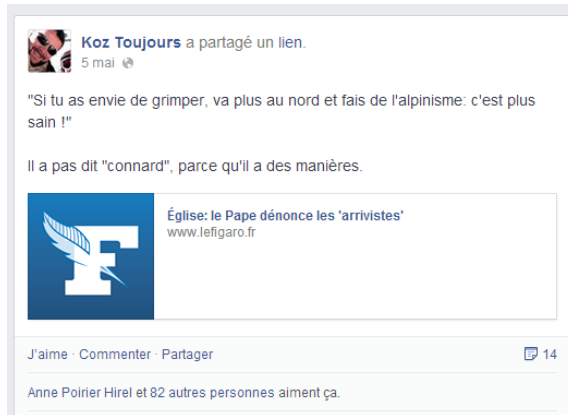 Koz Toujours a partagé un lien.
5 mai
"Si tu as envie de grimper, va plus au nord et fais de l'alpinisme: c'est plus
sain !"
Il a pas dit "connard", parce qu'il a des manières.
F
Église: le Pape dénonce les 'arrivistes'
www.lefigaro.fr
J'aime · Commenter · Partager 14
Anne Poirier Hirel et 82 autres personnes aiment ça.